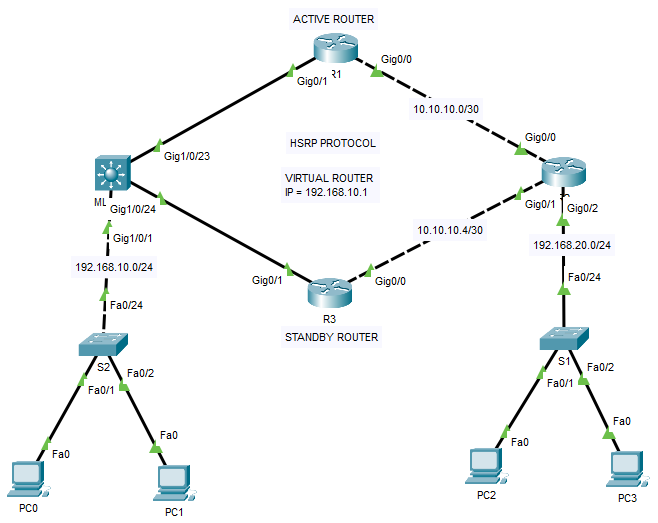 ACTIVE ROUTER
Gig0/0
R1
Gig0/1
10.10.10.0/30
Gig0/0
HSRP PROTOCOL
Gig1/0/23
VIRTUAL ROUTER
IP = 192.168.10.1
Gig0/1
Gig0/2
Gig1/0/24
Gig1/0/1
10.10.10.4/30
192.168.20.0/24
192.168.10.0/24
Gig0/1
Gig0/0
Fa0/24
Fa0/24
R3
STANDBY ROUTER
S2
S1
Fa0/2
Fa0/2
Fa0/1
Fa0/1
Fa0
Fa0
Fa0
Fa0
PC0
PC1
PC2
PC3